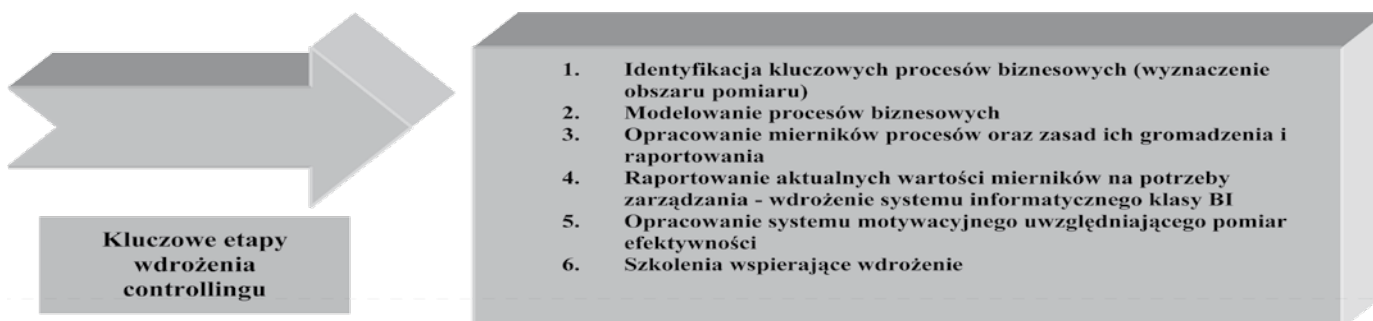 Kluczowe etapy
wdrożenia
controllingu
1. Identyfikacja kluczowych procesów biznesowych (wyznaczenie
obszaru pomiaru)
2. Modelowanie procesów biznesowych
3. Opracowanie mierników procesów oraz zasad ich gromadzenia i
raportowania
4. Raportowanie aktualnych wartości mierników na potrzeby
zarządzania - wdrożenie systemu informatycznego klasy BI
5. Opracowanie systemu motywacyjnego uwzględniającego pomiar
efektywności
6. Szkolenia wspierające wdrożenie